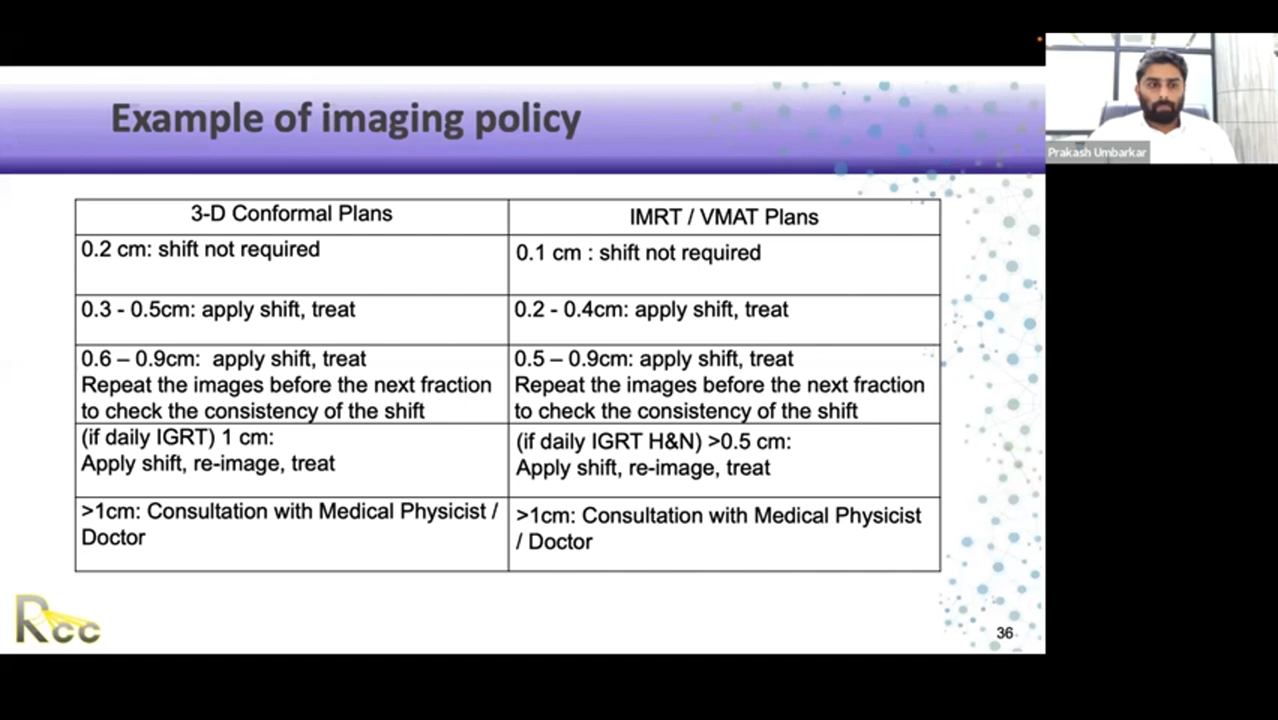 Example of imaging policy
Prakash Umbarkar
3-D Conformal Plans
IMRT / VMAT Plans
0.2 cm: shift not required
0.1 cm : shift not required
0.3 - 0.5cm: apply shift, treat
0.2 - 0.4cm: apply shift, treat
0.6 – 0.9cm: apply shift, treat
Repeat the images before the next fraction
to check the consistency of the shift
0.5 – 0.9cm: apply shift, treat
Repeat the images before the next fraction
to check the consistency of the shift
(if daily IGRT) 1 cm:
Apply shift, re-image, treat
(if daily IGRT H&N) >0.5 cm:
Apply shift, re-image, treat
>1cm: Consultation with Medical Physicist /
Doctor
>1cm: Consultation with Medical Physicist
/ Doctor
Rcc
36